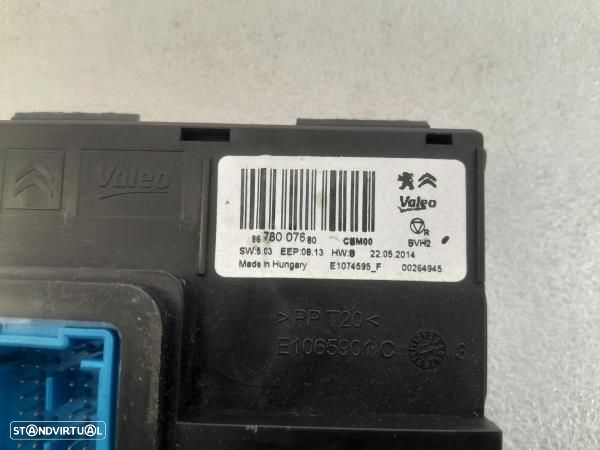 Valeo
Valeo
R
96 780 076 80 CBM00
BVH2
SW:5.03 EEP:08.13 HW:B 22.05.2014
Made in Hungary E1074595_F 00264945
>PP T20<
E1065901-C 3
STANDVIRTUAL